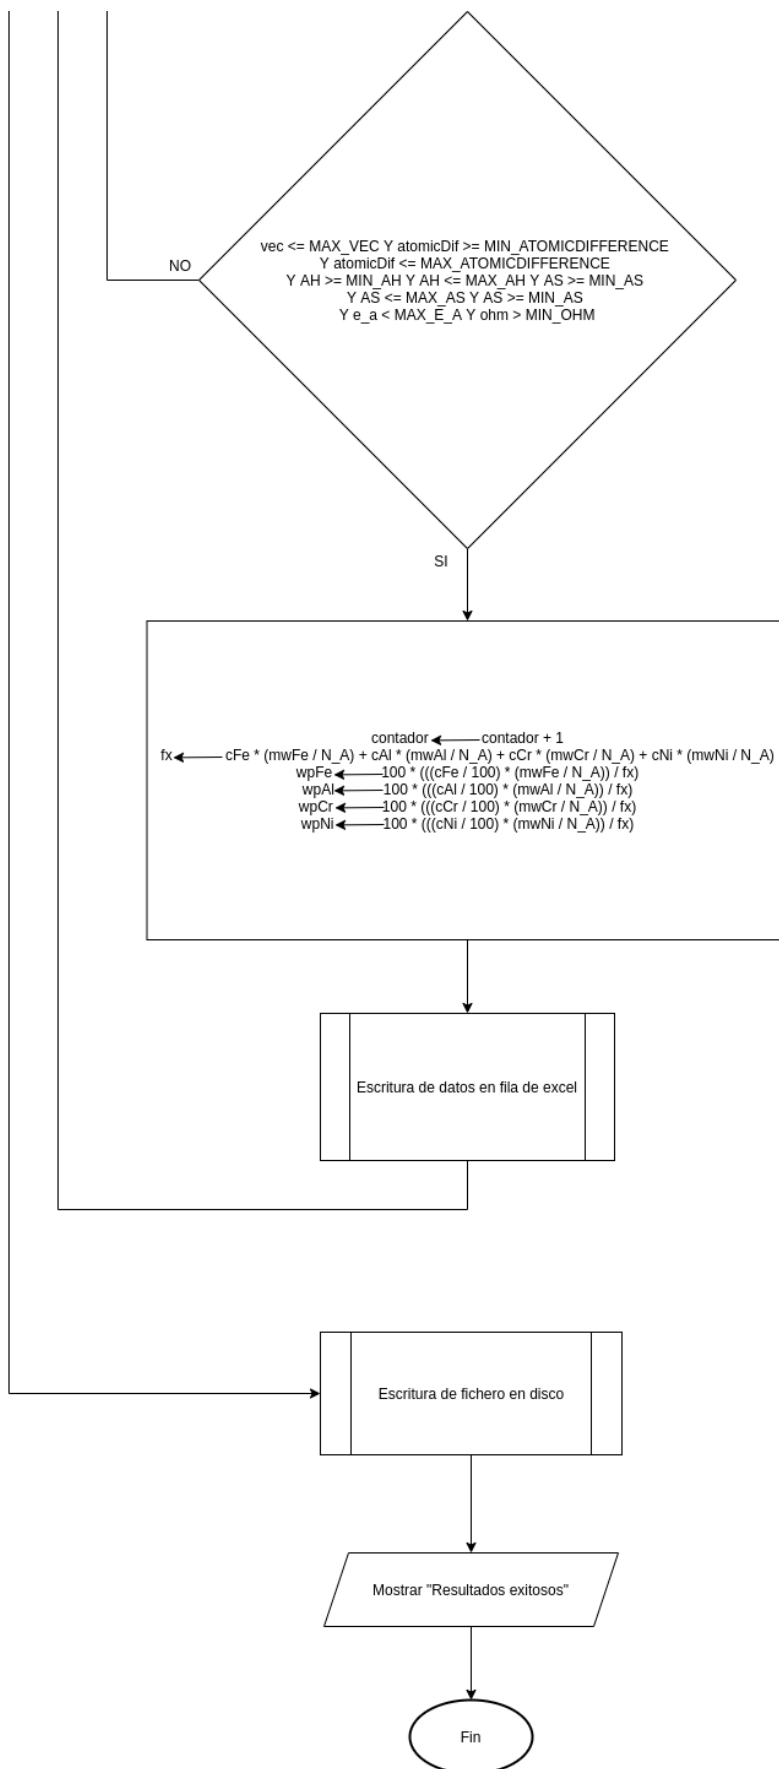 vec <= MAX_VEC Y atomicDif >= MIN_ATOMICDIFFERENCE
Y atomicDif <= MAX_ATOMICDIFFERENCE
Y AH >= MIN_AH Y AH <= MAX_AH Y AS >= MIN_AS
Y AS <= MAX_AS Y AS >= MIN_AS
Y e_a < MAX_E_A Y ohm > MIN_OHM
NO
SI
contador contador + 1
fx cFe * (mwFe / N_A) + cAl * (mwAl / N_A) + cCr * (mwCr / N_A) + cNi * (mwNi / N_A)
wpFe 100 * (((cFe / 100) * (mwFe / N_A)) / fx)
wpAl 100 * (((cAl / 100) * (mwAl / N_A)) / fx)
wpCr 100 * (((cCr / 100) * (mwCr / N_A)) / fx)
wpNi 100 * (((cNi / 100) * (mwNi / N_A)) / fx)
Escritura de datos en fila de excel
Escritura de fichero en disco
Mostrar "Resultados exitosos"
Fin